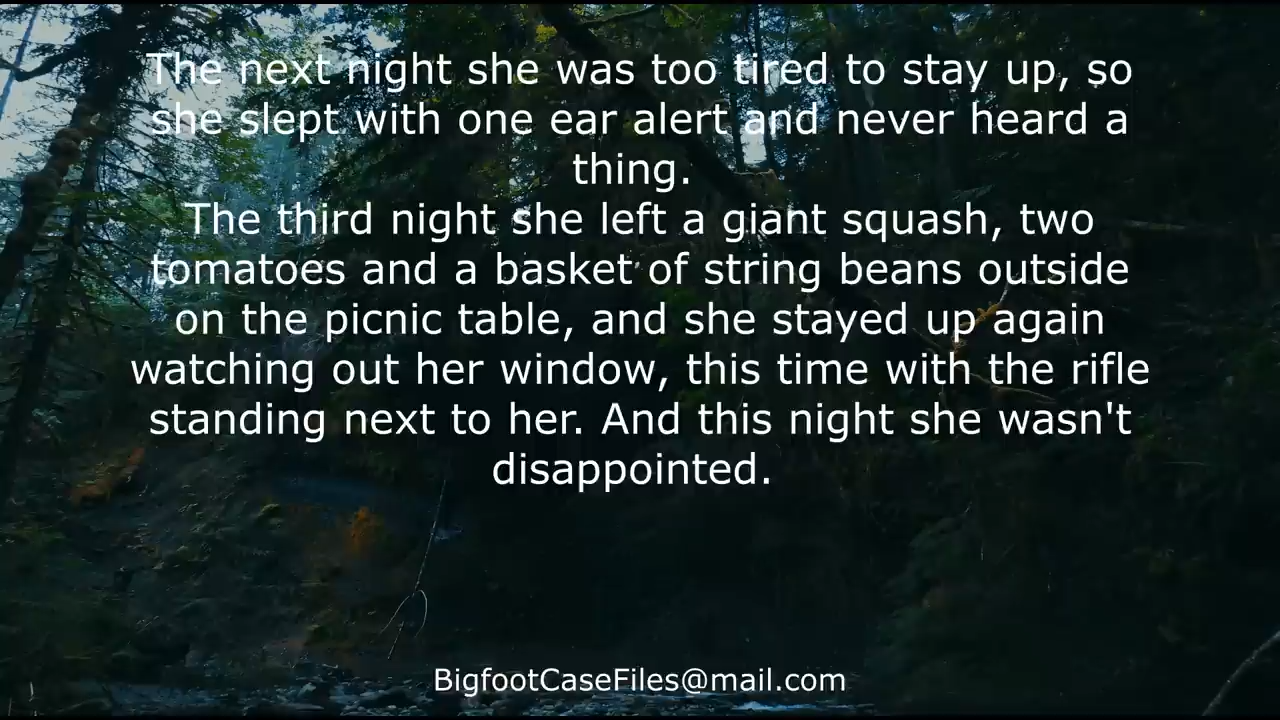 The next night she was too tired to stay up, so
she slept with one ear alert and never heard a
thing.
The third night she left a giant squash, two
tomatoes and a basket of string beans outside
on the picnic table, and she stayed up again
watching out her window, this time with the rifle
standing next to her. And this night she wasn't
disappointed.
BigfootCaseFiles@mail.com